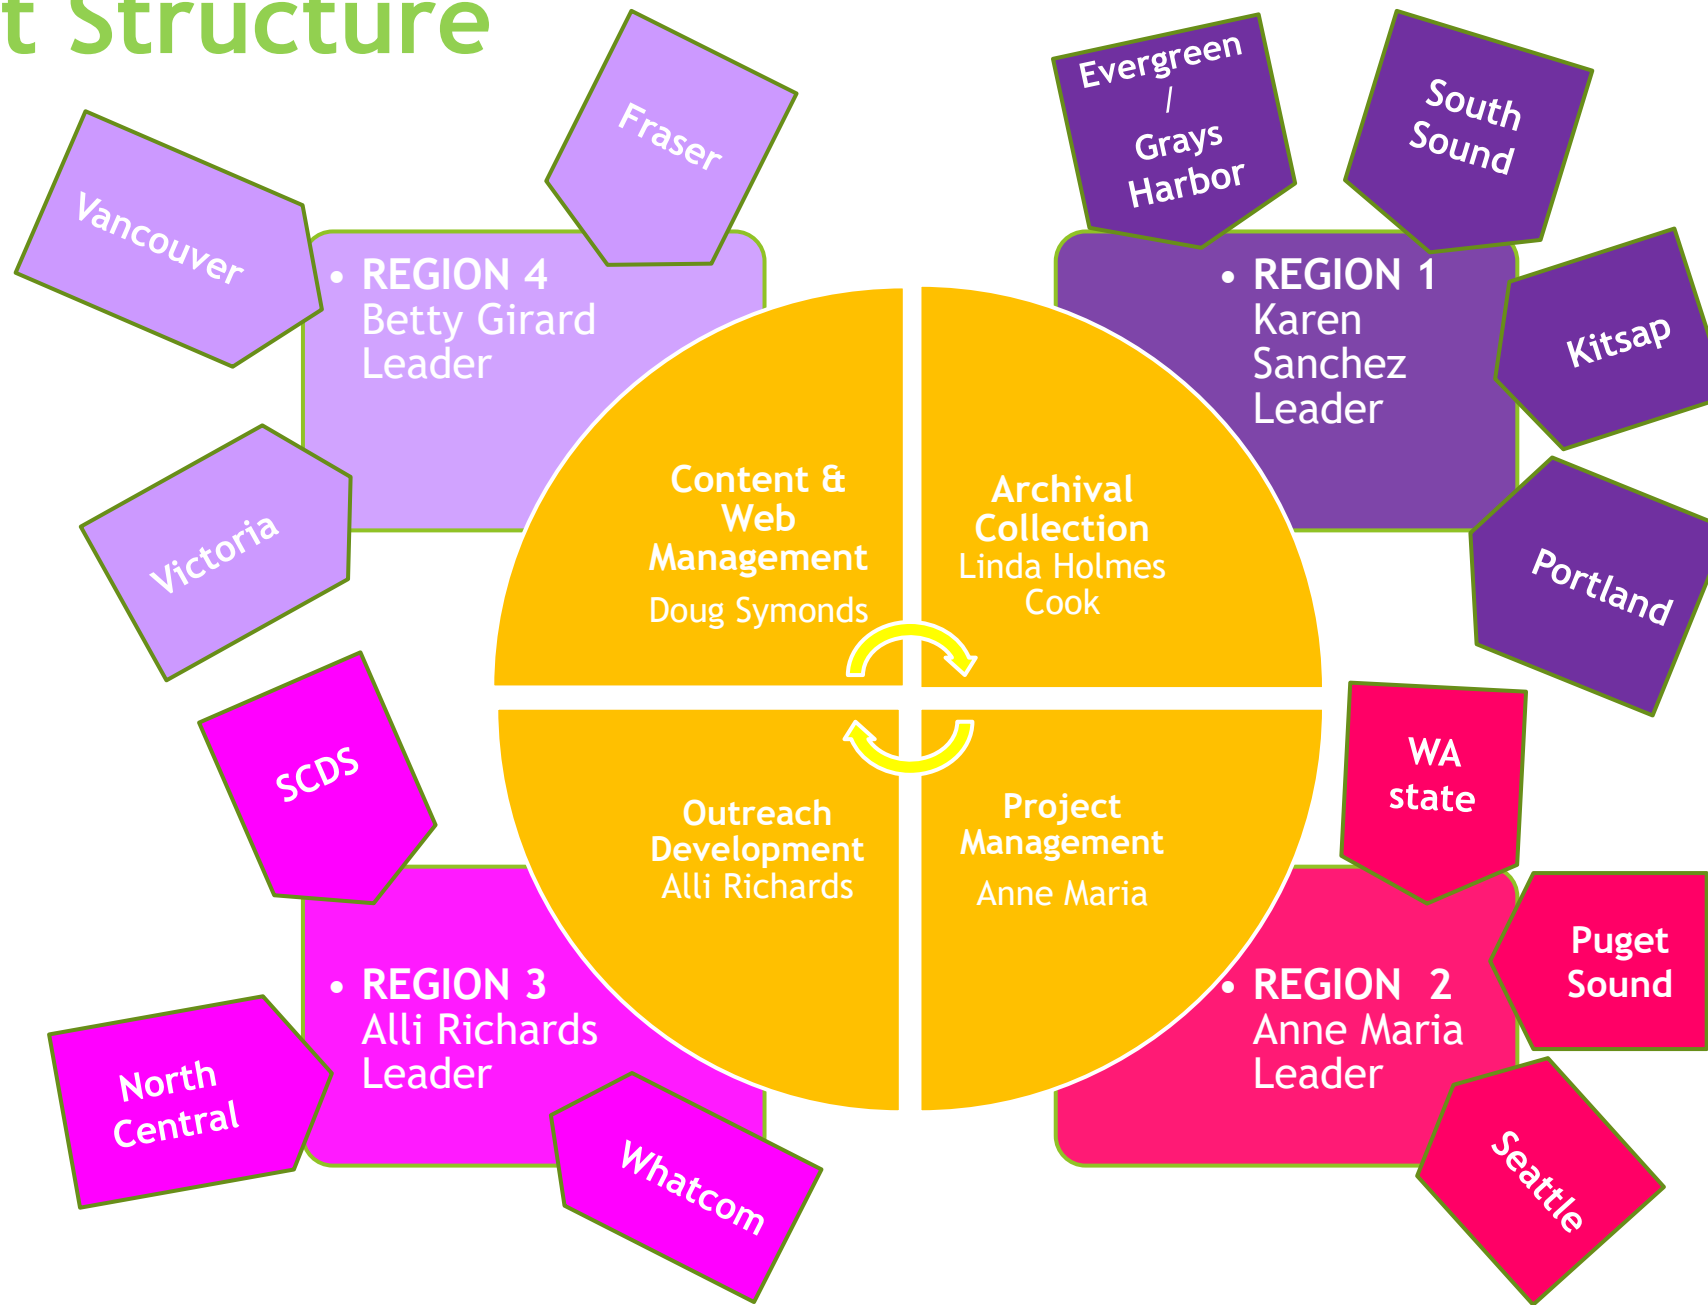 t Structure
Fraser
Vancouver
Victoria
• REGION 4
Betty Girard
Leader
Evergreen
/
Grays
Harbor
South
Sound
Kitsap
Portland
• REGION 1
Karen
Sanchez
Leader
Content &
Web
Management
Doug Symonds
Archival
Collection
Linda Holmes
Cook
Outreach
Development
Alli Richards
Project
Management
Anne Maria
SCDS
North
Central
Whatcom
• REGION 3
Alli Richards
Leader
WA
state
Puget
Sound
Seattle
• REGION  2
Anne Maria
Leader